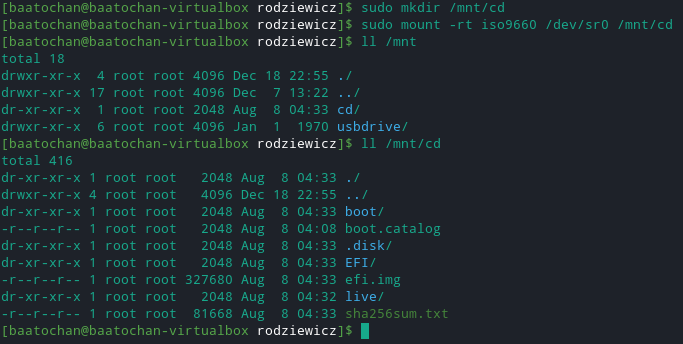 [baatochan@baatochan-virtualbox rodziewicz]$ sudo mkdir /mnt/cd
[baatochan@baatochan-virtualbox rodziewicz]$ sudo mount -rt iso9660 /dev/sr0 /mnt/cd
[baatochan@baatochan-virtualbox rodziewicz]$ ll /mnt
total 18
drwxr-xr-x  4 root root 4096 Dec 18 22:55 ./
drwxr-xr-x 17 root root 4096 Dec  7 13:22 ../
dr-xr-xr-x  1 root root 2048 Aug  8 04:33 cd/
drwxr-xr-x  6 root root 4096 Jan  1  1970 usbdrive/
[baatochan@baatochan-virtualbox rodziewicz]$ ll /mnt/cd
total 416
dr-xr-xr-x 1 root root   2048 Aug  8 04:33 ./
drwxr-xr-x 4 root root   4096 Dec 18 22:55 ../
dr-xr-xr-x 1 root root   2048 Aug  8 04:33 boot/
-r--r--r-- 1 root root   2048 Aug  8 04:08 boot.catalog
dr-xr-xr-x 1 root root   2048 Aug  8 04:33 .disk/
dr-xr-xr-x 1 root root   2048 Aug  8 04:33 EFI/
-r--r--r-- 1 root root 327680 Aug  8 04:33 efi.img
dr-xr-xr-x 1 root root   2048 Aug  8 04:32 live/
-r--r--r-- 1 root root  81668 Aug  8 04:33 sha256sum.txt
[baatochan@baatochan-virtualbox rodziewicz]$